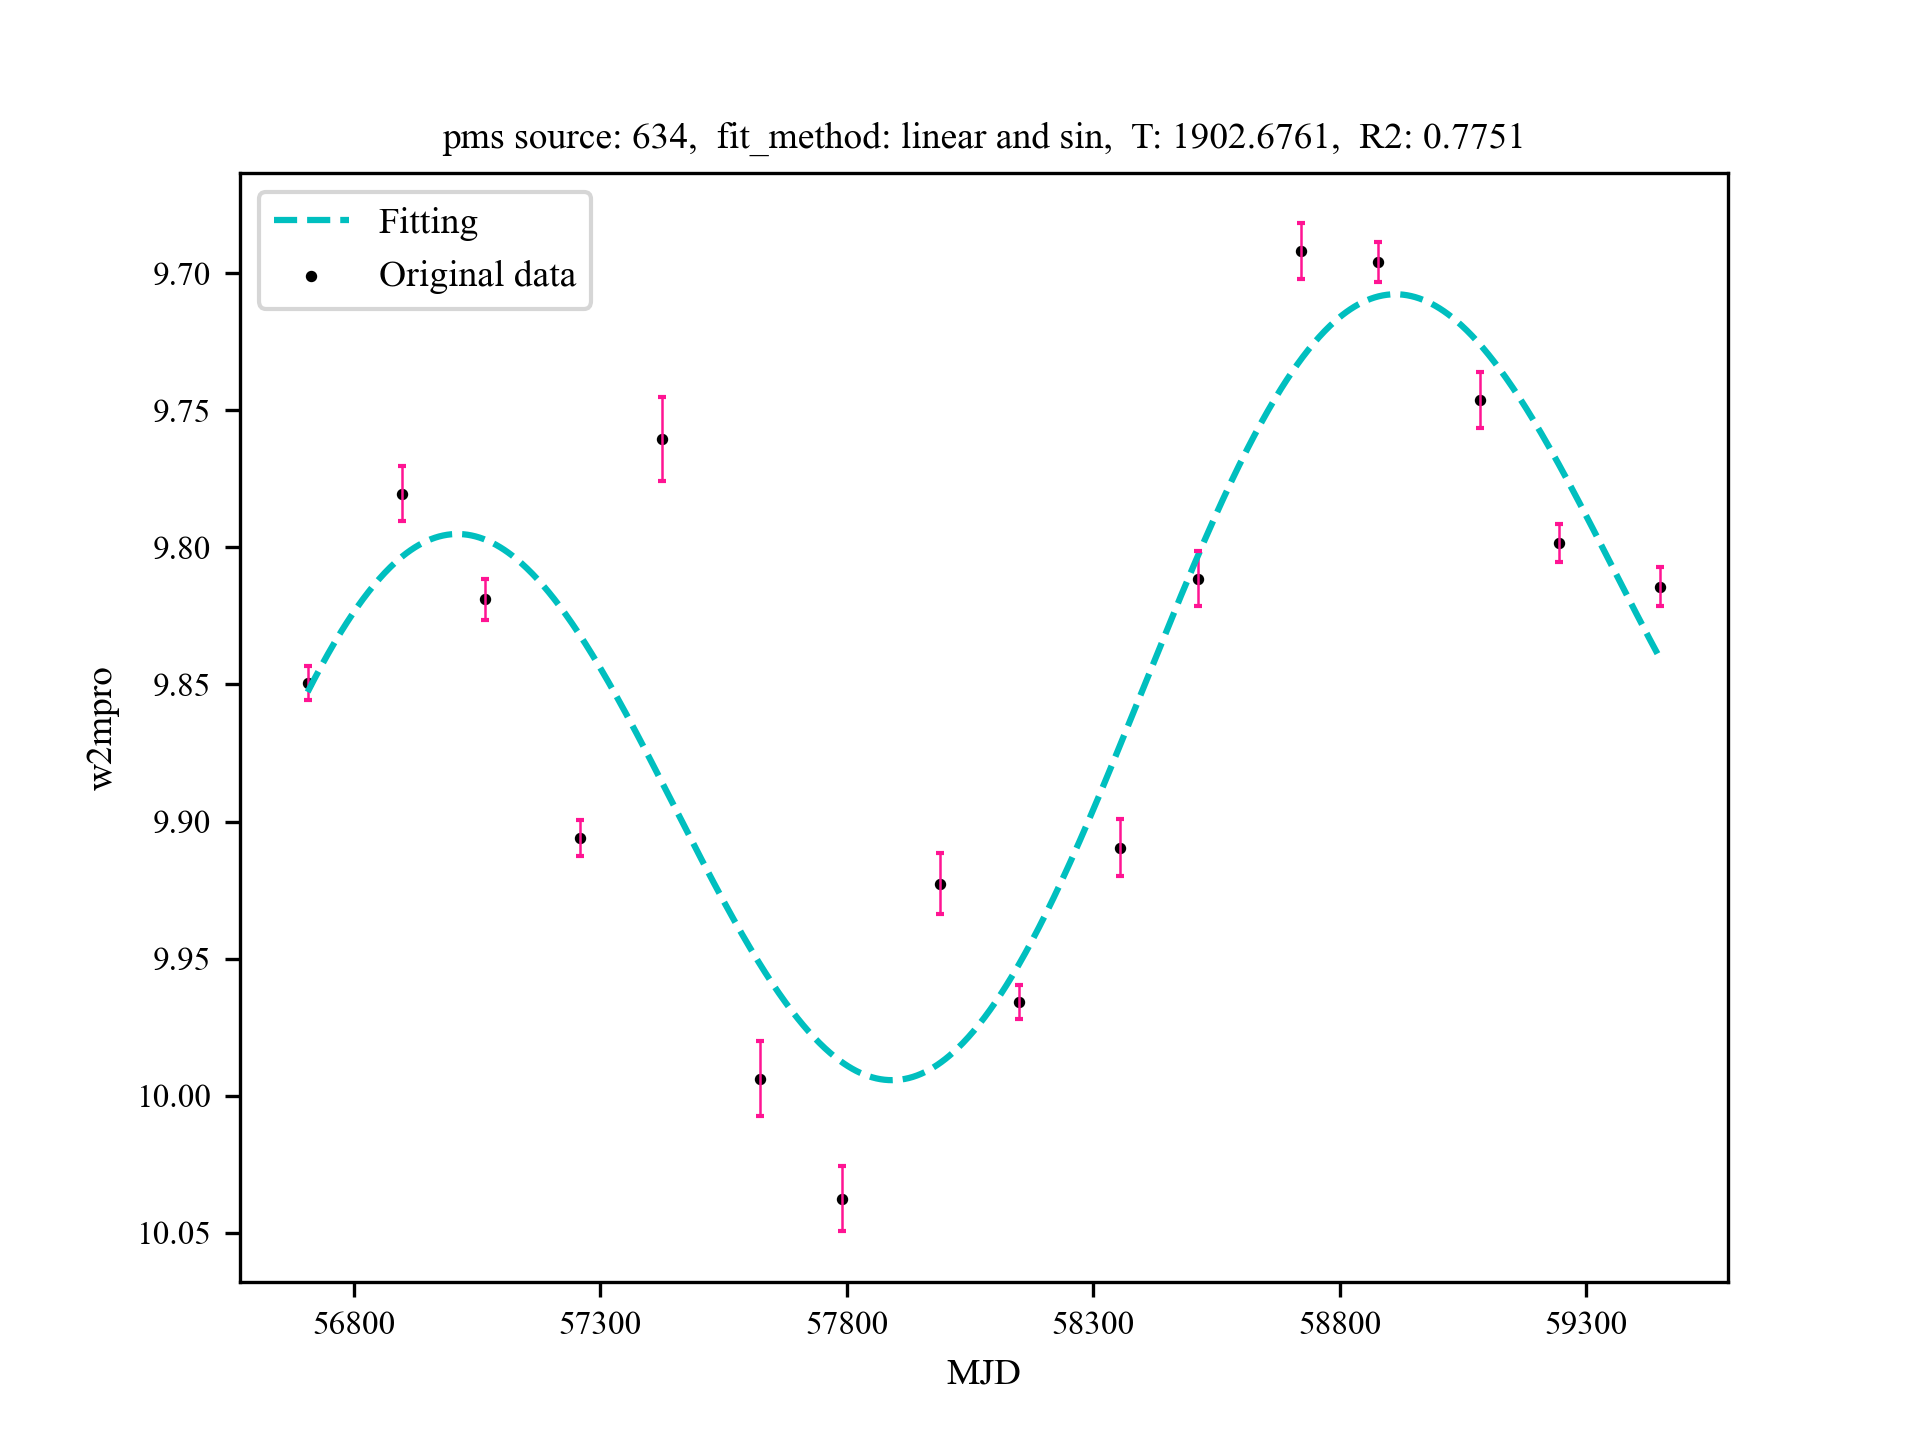 pms source: 634,  fit_method: linear and sin,  T: 1902.6761,  R2: 0.7751
Fitting
Original data
9.70
9.75
9.80
9.85
9.90
9.95
10.00
10.05
w2mpro
56800 57300 57800 58300 58800 59300
MJD